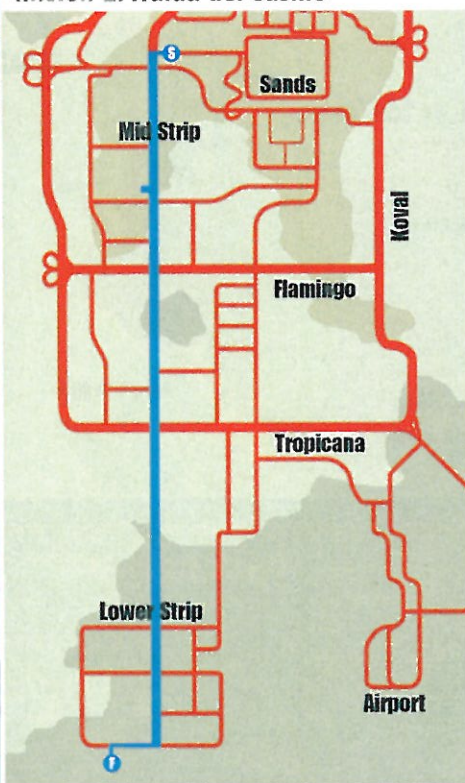 S
Sands
Mid Strip
Koval
Flamingo
Tropicana
Lower Strip
Airport
F